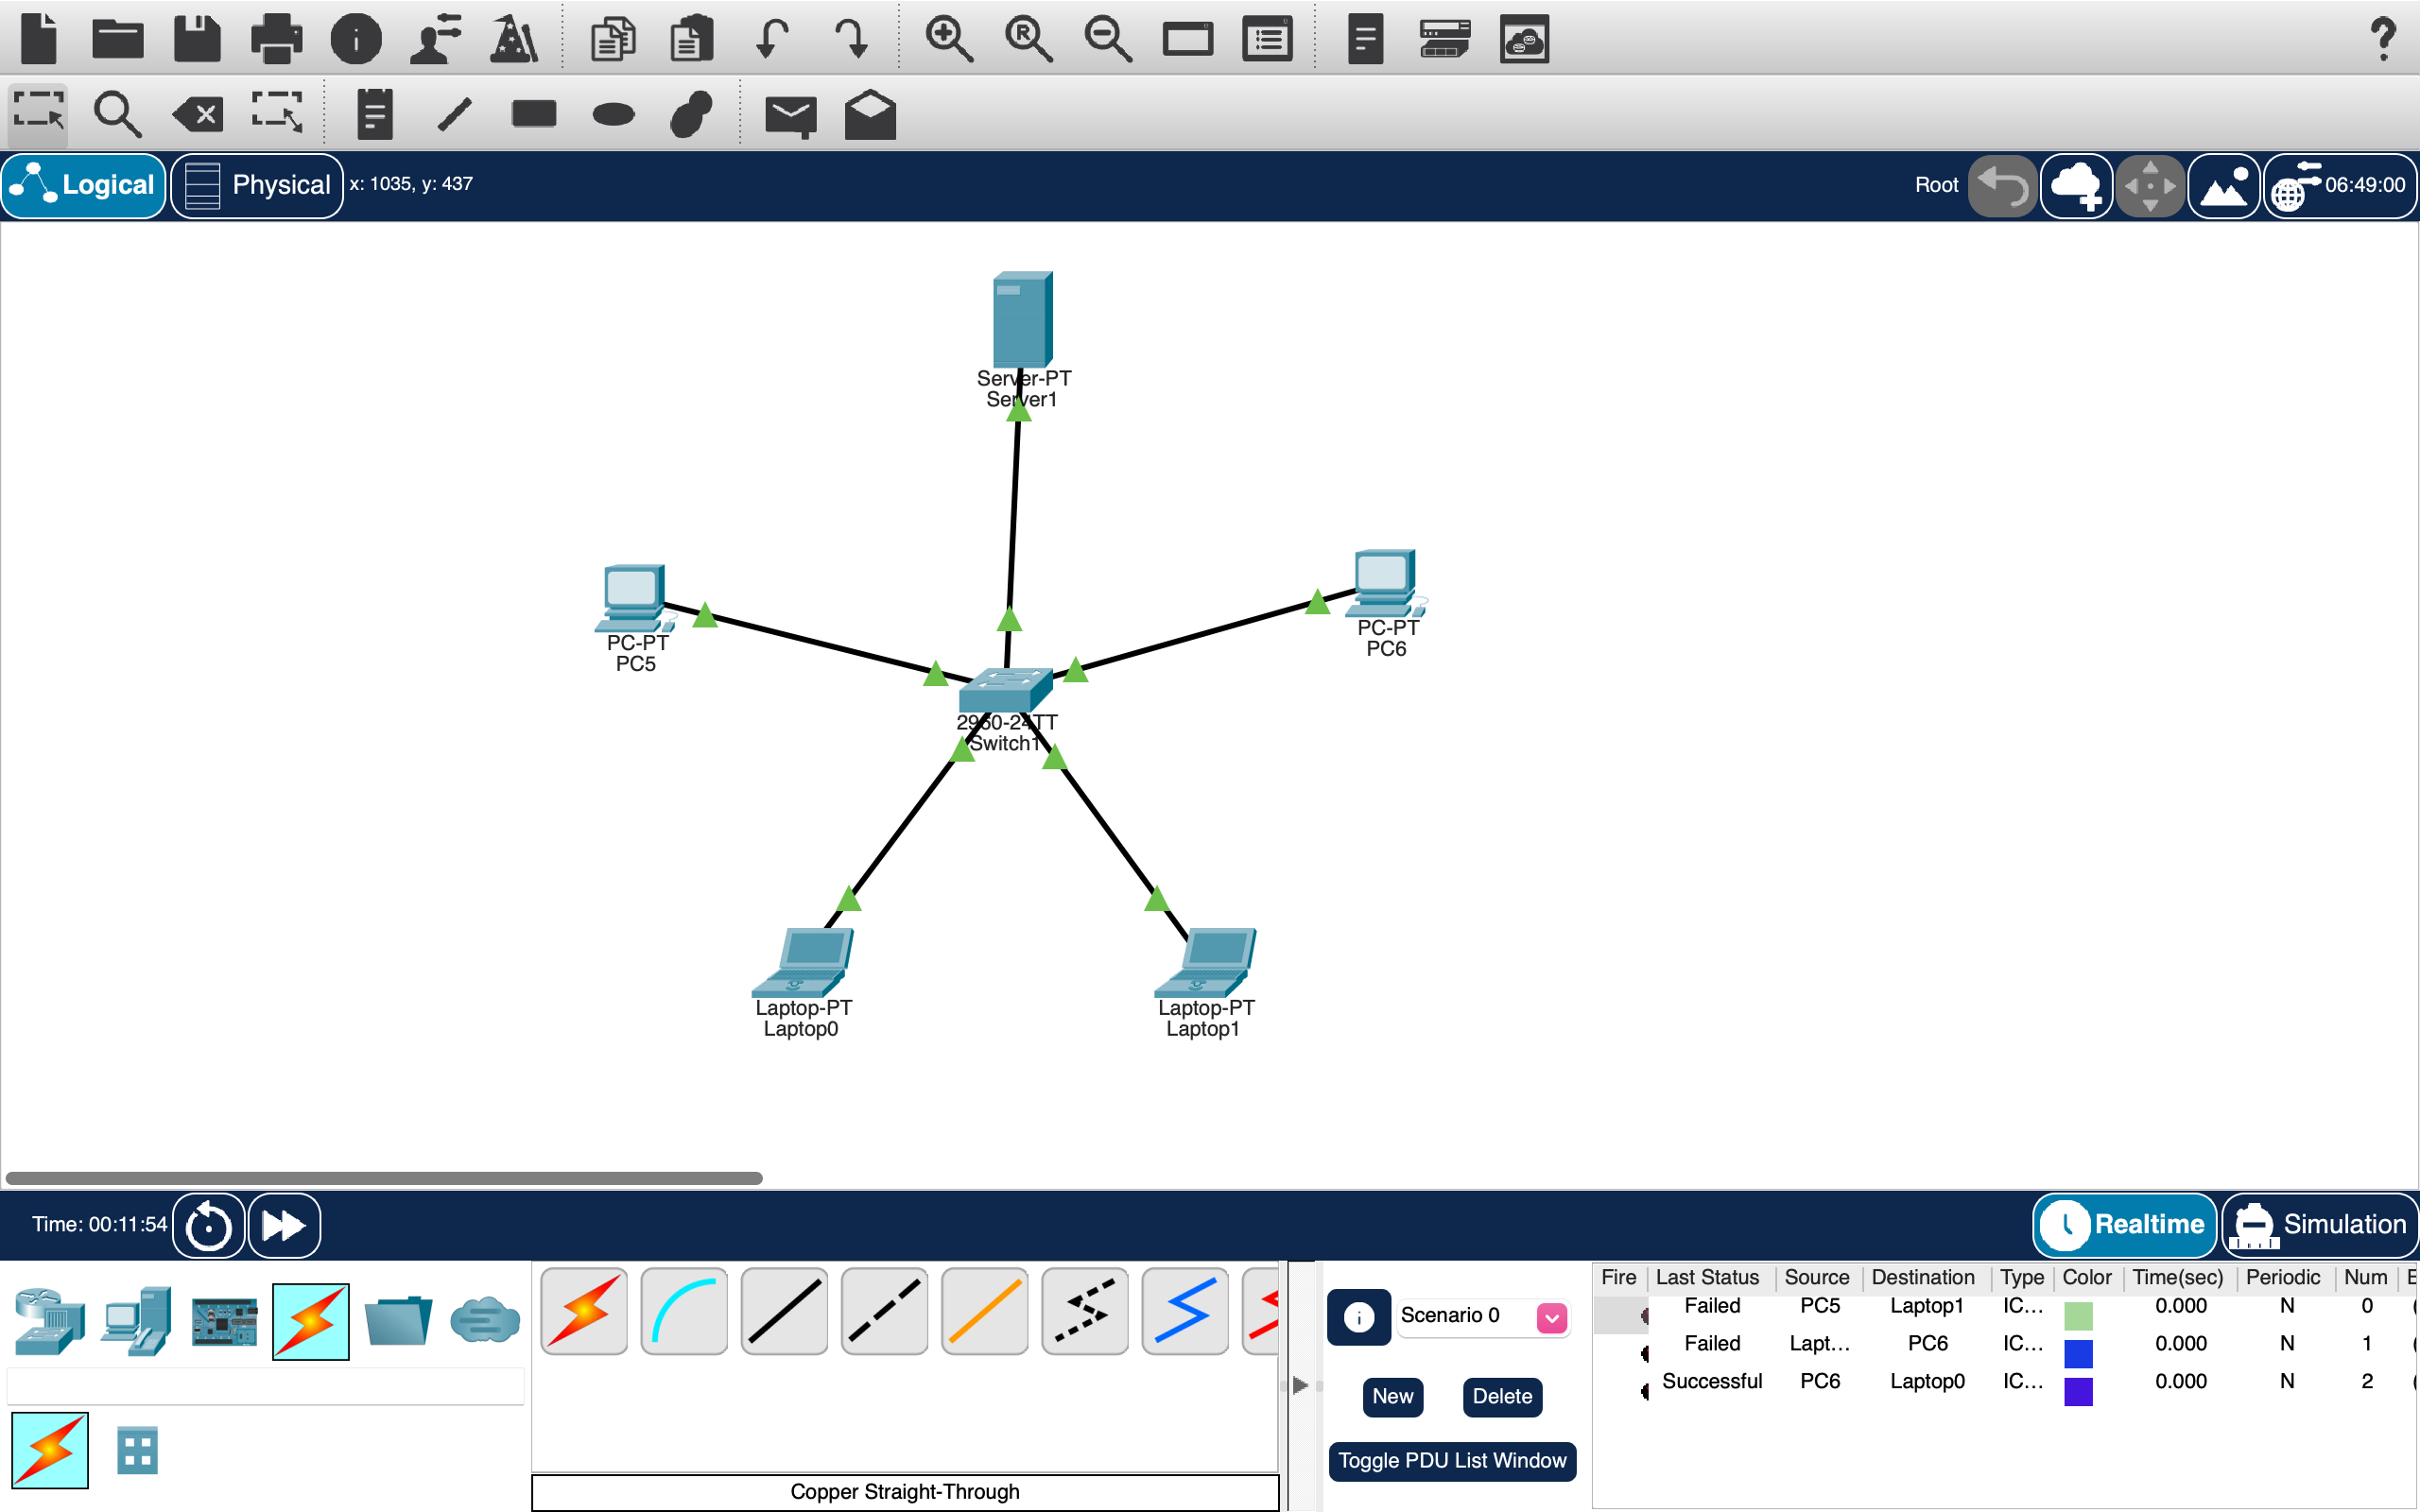 Logical
Physical
x: 1035, y: 437
Root
06:49:00
Server-PT
Server1
PC-PT
PC5
PC-PT
PC6
2960-24TT
Switch1
Laptop-PT
Laptop0
Laptop-PT
Laptop1
Time: 00:11:54
Realtime
Simulation
Scenario 0
New
Delete
Toggle PDU List Window
Copper Straight-Through
Fire Last Status Source Destination Type Color Time(sec) Periodic Num
Failed PC5 Laptop1 IC... 0.000 N 0
Failed Lapt... PC6 IC... 0.000 N 1
Successful PC6 Laptop0 IC... 0.000 N 2